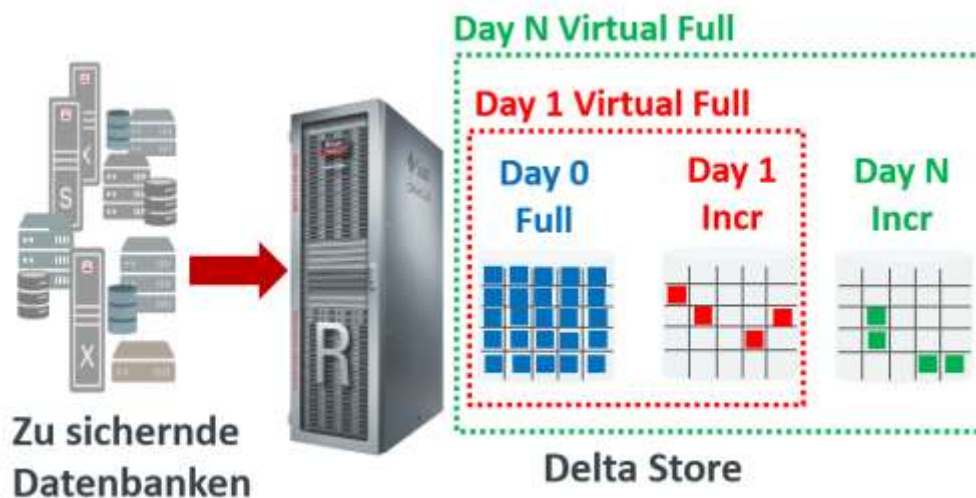 Day N Virtual Full
Day 1 Virtual Full
Day 0
Full
Day 1
Incr
Day N
Incr
S
X
R
Zu sichernde
Datenbanken
Delta Store